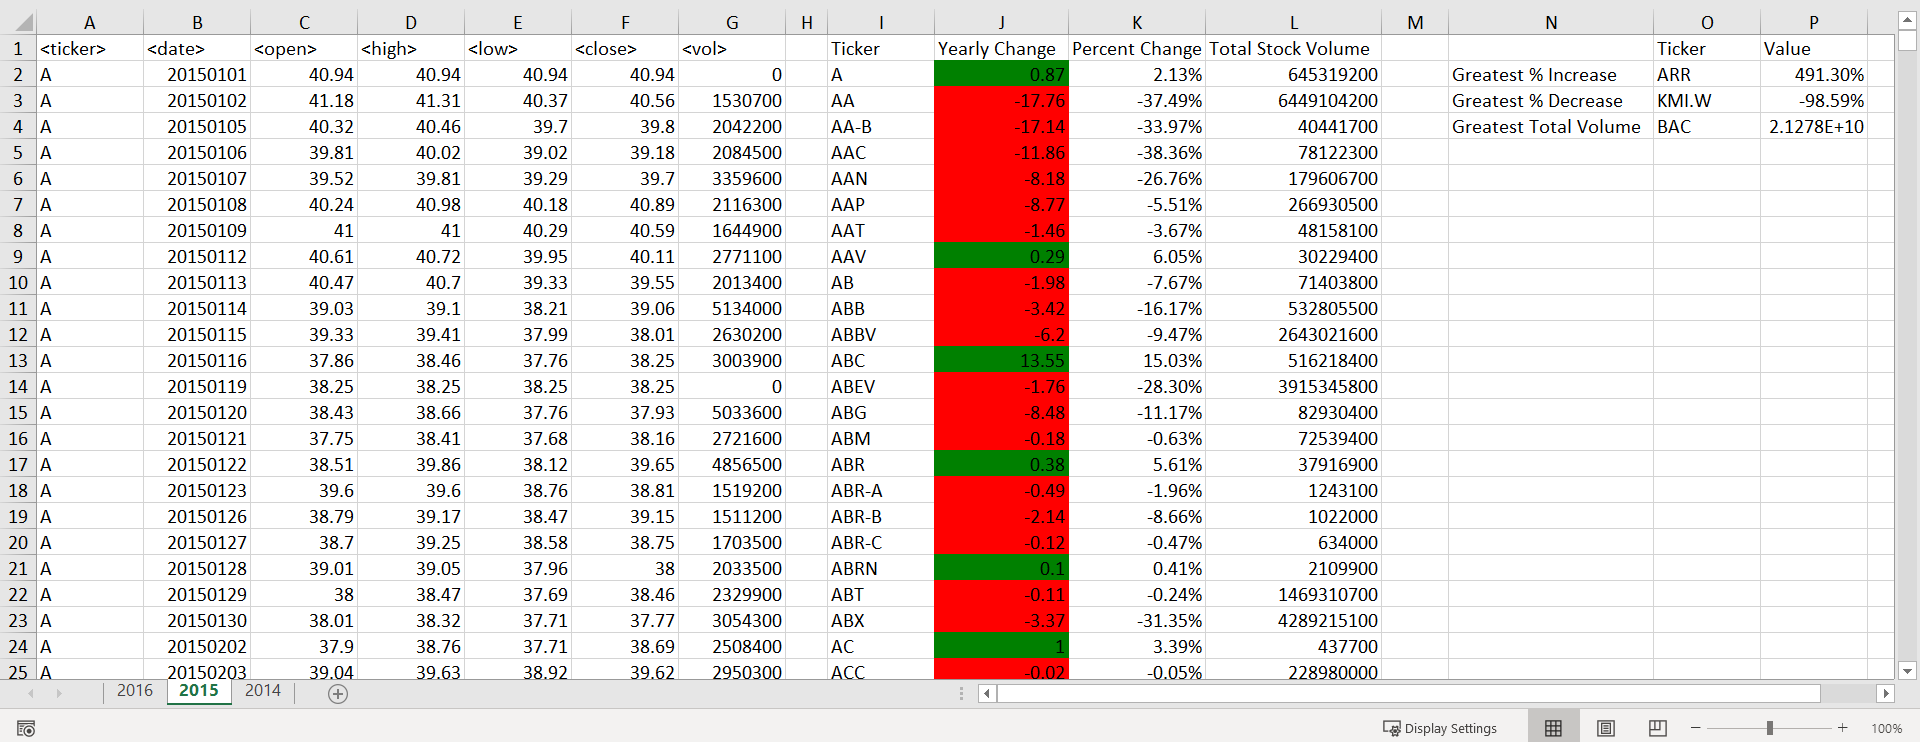 A B C D E F G H I J K L M N O P
1 <ticker> <date> <open> <high> <low> <close> <vol> Ticker Yearly Change Percent Change Total Stock Volume Ticker Value
2 A 20150101 40.94 40.94 40.94 40.94 0 A 0.87 2.13% 645319200 Greatest % Increase ARR 491.30%
3 A 20150102 41.18 41.31 40.37 40.56 1530700 AA -17.76 -37.49% 6449104200 Greatest % Decrease KMI.W -98.59%
4 A 20150105 40.32 40.46 39.7 39.8 2042200 AA-B -17.14 -33.97% 40441700 Greatest Total Volume BAC 2.1278E+10
5 A 20150106 39.81 40.02 39.02 39.18 2084500 AAC -11.86 -38.36% 78122300
6 A 20150107 39.52 39.81 39.29 39.7 3359600 AAN -8.18 -26.76% 179606700
7 A 20150108 40.24 40.98 40.18 40.89 2116300 AAP -8.77 -5.51% 266930500
8 A 20150109 41 41 40.29 40.59 1644900 AAT -1.46 -3.67% 48158100
9 A 20150112 40.61 40.72 39.95 40.11 2771100 AAV 0.29 6.05% 30229400
10 A 20150113 40.47 40.7 39.33 39.55 2013400 AB -1.98 -7.67% 71403800
11 A 20150114 39.03 39.1 38.21 39.06 5134000 ABB -3.42 -16.17% 532805500
12 A 20150115 39.33 39.41 37.99 38.01 2630200 ABBV -6.2 -9.47% 2643021600
13 A 20150116 37.86 38.46 37.76 38.25 3003900 ABC 13.55 15.03% 516218400
14 A 20150119 38.25 38.25 38.25 38.25 0 ABEV -1.76 -28.30% 3915345800
15 A 20150120 38.43 38.66 37.76 37.93 5033600 ABG -8.48 -11.17% 82930400
16 A 20150121 37.75 38.41 37.68 38.16 2721600 ABM -0.18 -0.63% 72539400
17 A 20150122 38.51 39.86 38.12 39.65 4856500 ABR 0.38 5.61% 37916900
18 A 20150123 39.6 39.6 38.76 38.81 1519200 ABR-A -0.49 -1.96% 1243100
19 A 20150126 38.79 39.17 38.47 39.15 1511200 ABR-B -2.14 -8.66% 1022000
20 A 20150127 38.7 39.25 38.58 38.75 1703500 ABR-C -0.12 -0.47% 634000
21 A 20150128 39.01 39.05 37.96 38 2033500 ABRN 0.1 0.41% 2109900
22 A 20150129 38 38.47 37.69 38.46 2329900 ABT -0.11 -0.24% 1469310700
23 A 20150130 38.01 38.32 37.71 37.77 3054300 ABX -3.37 -31.35% 4289215100
24 A 20150202 37.9 38.76 37.71 38.69 2508400 AC 1 3.39% 437700
25 A 20150203 39.04 39.63 38.92 39.62 2950300 ACC -0.02 -0.05% 228980000
2016 2015 2014
Display Settings 100%